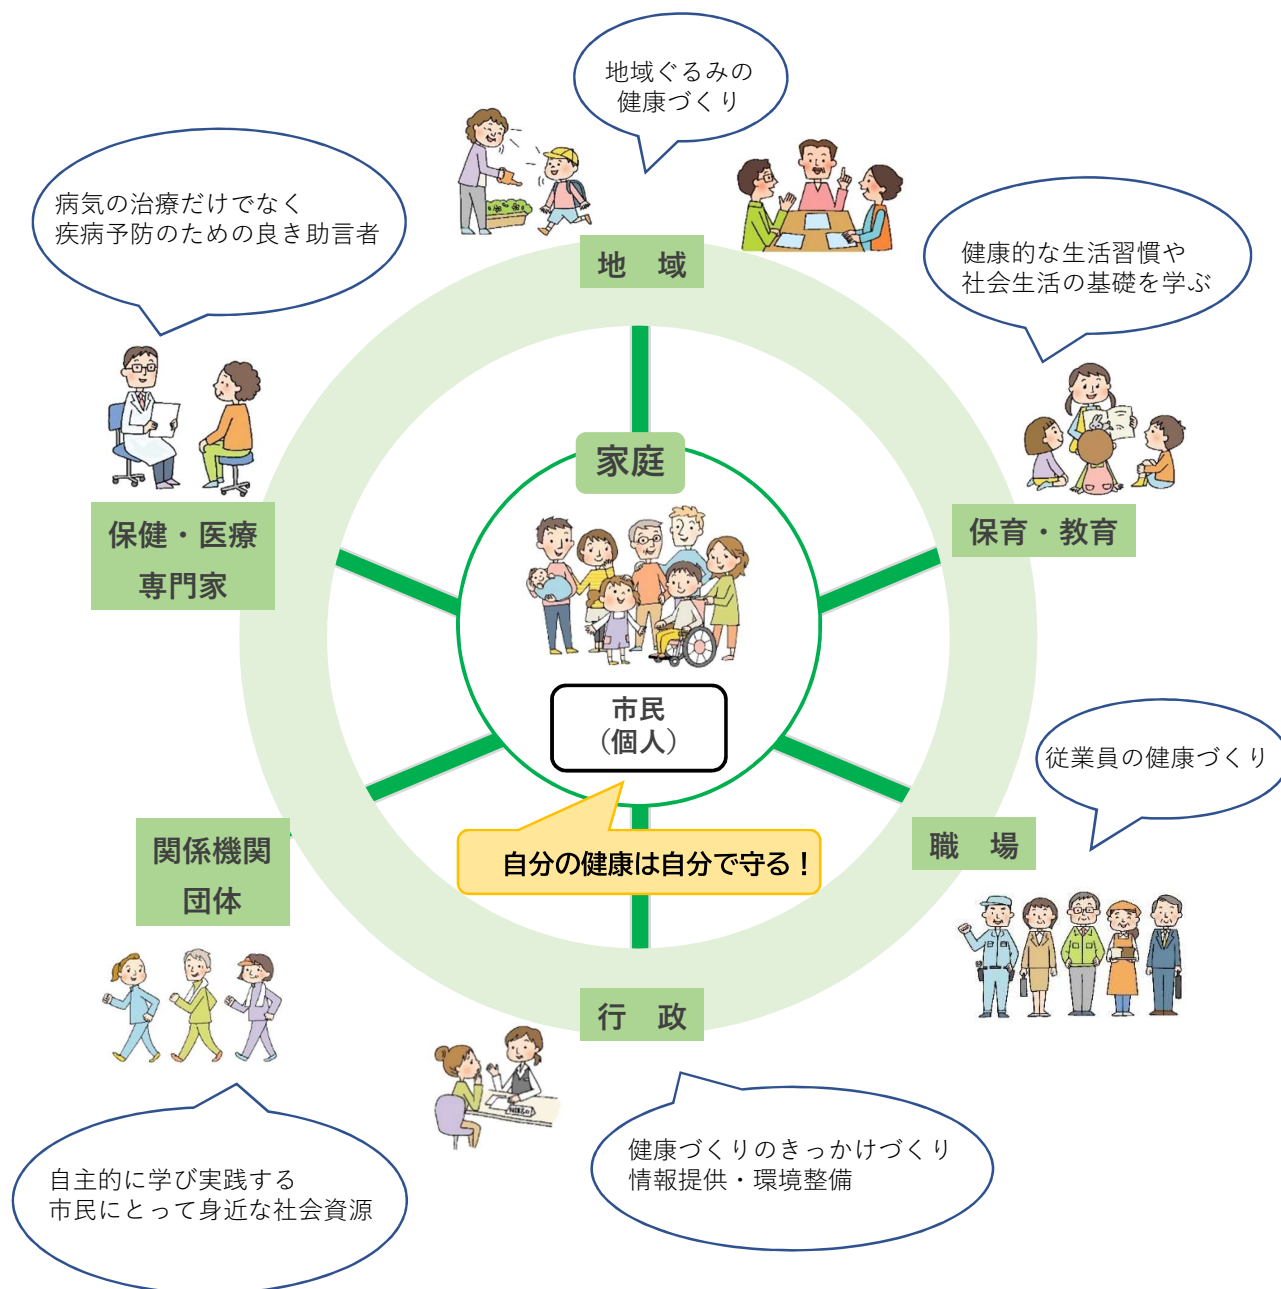 地域ぐるみの
健康づくり
病気の治療だけでなく
疾病予防のための良き助言者
地　域
健康的な生活習慣や
社会生活の基礎を学ぶ
家庭
保健・医療
専門家
保育・教育
市民
（個人）
従業員の健康づくり
自分の健康は自分で守る！
関係機関
団体
職　場
行　政
健康づくりのきっかけづくり
情報提供・環境整備
自主的に学び実践する
市民にとって身近な社会資源